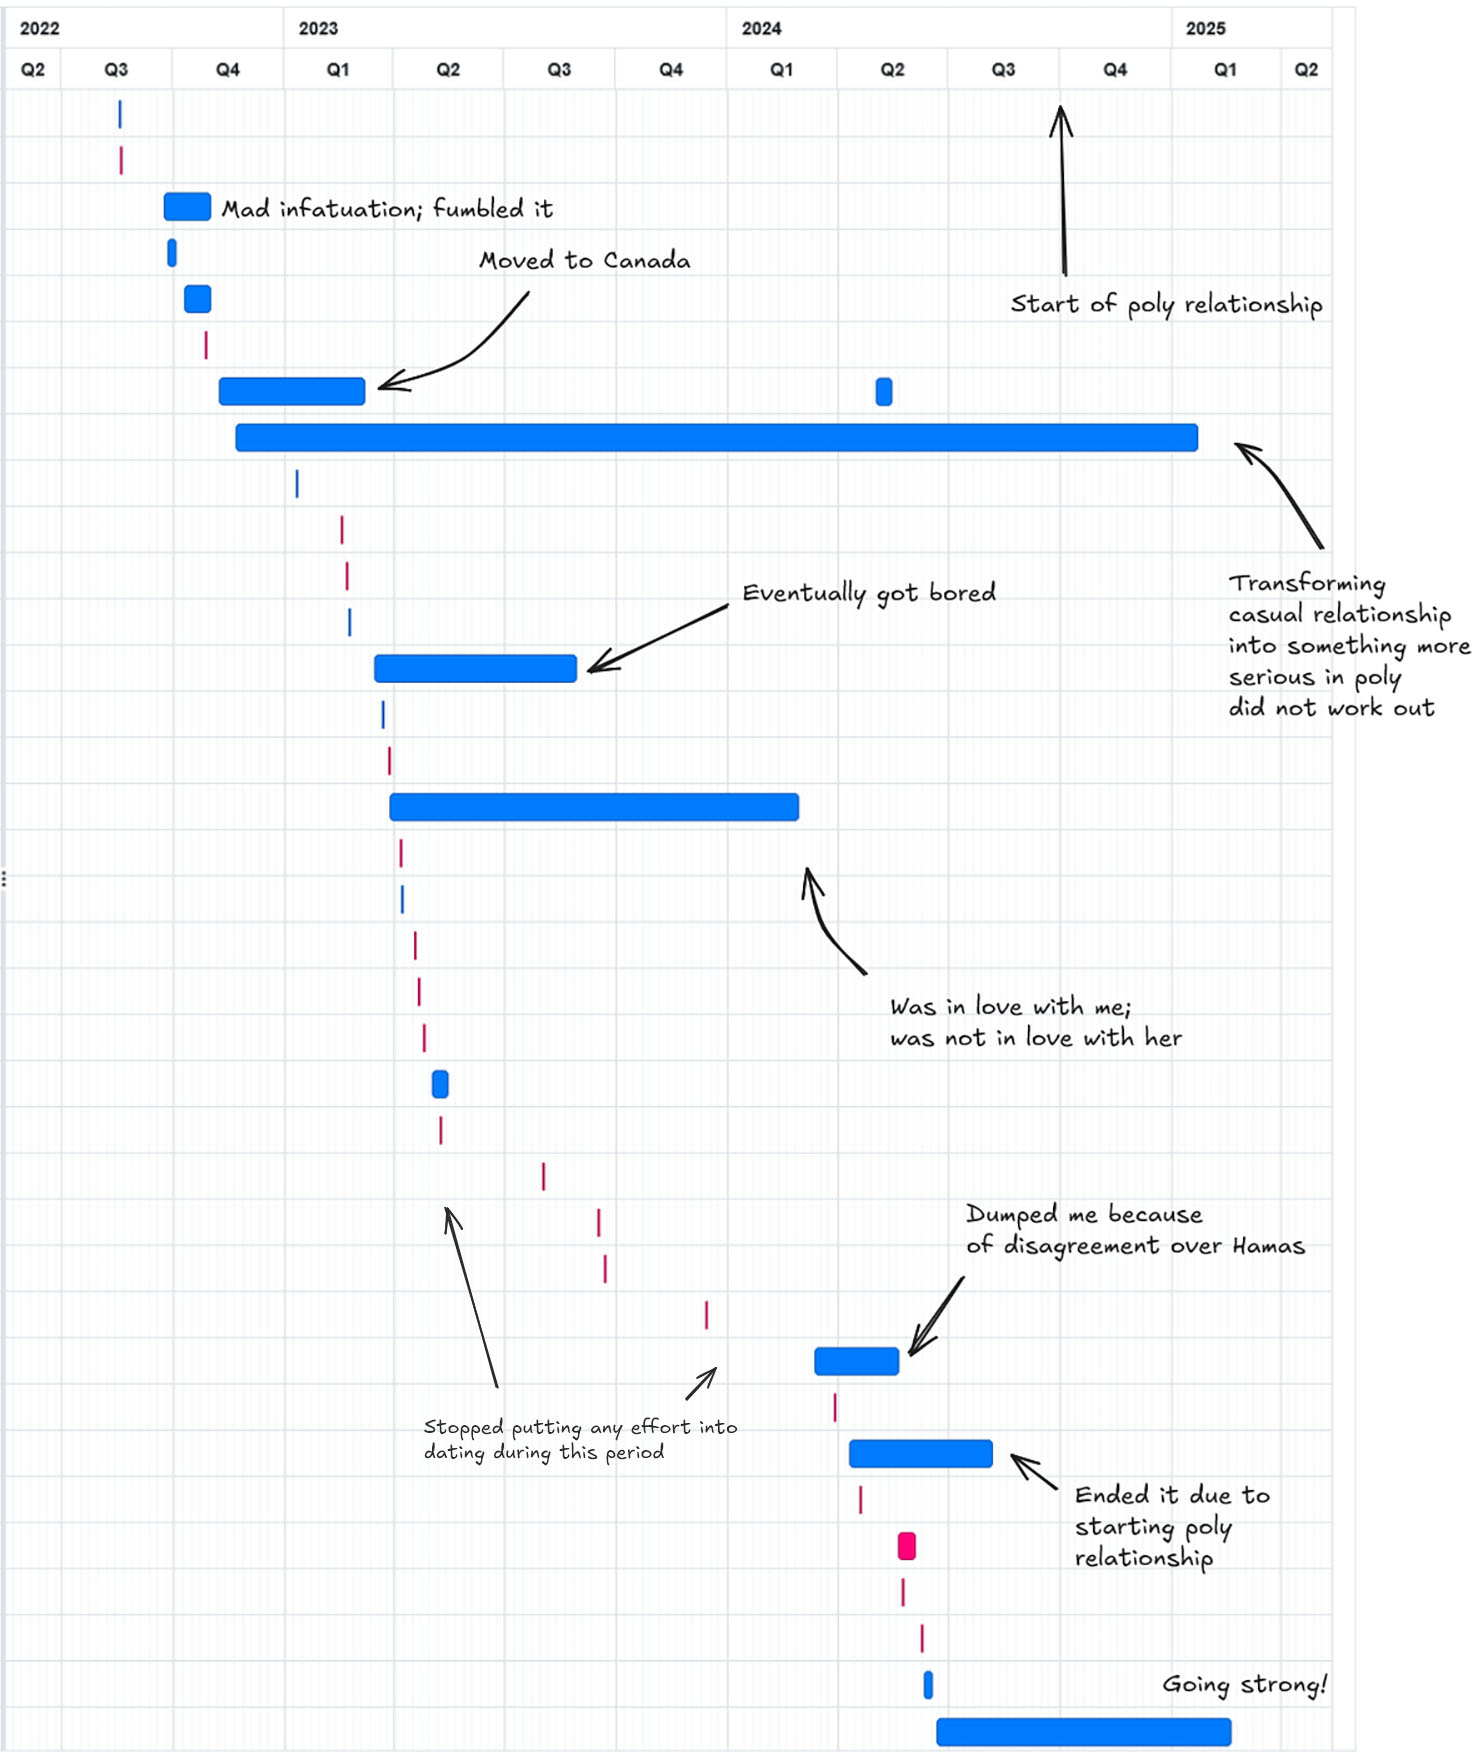 2022 2023 2024 2025
Q2 Q3 Q4 Q1 Q2 Q3 Q4 Q1 Q2 Q3 Q4 Q1 Q2
Mad infatuation; fumbled it
Moved to Canada
Start of poly relationship
Transforming
casual relationship
into something more
serious in poly
did not work out
Eventually got bored
Was in love with me;
was not in love with her
Dumped me because
of disagreement over Hamas
Stopped putting any effort into
dating during this period
Ended it due to
starting poly
relationship
Going strong!